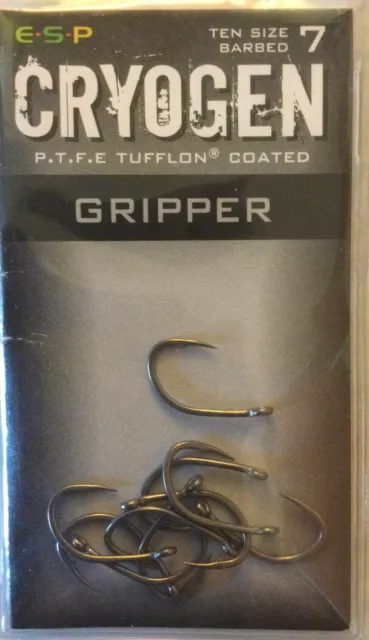 E·S·P
TEN SIZE 7
BARBED
CRYOGEN
P.T.F.E TUFFLON® COATED
GRIPPER